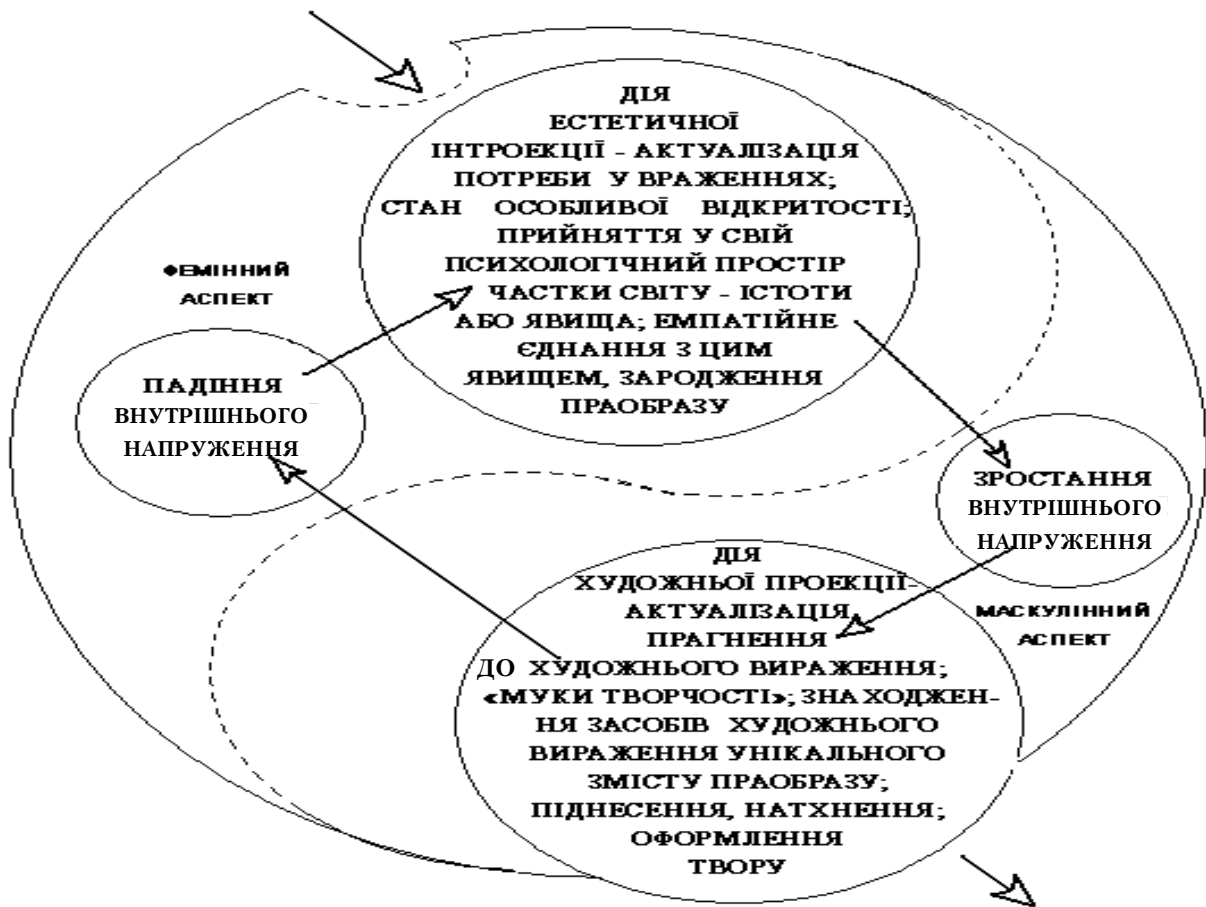 ДІЯ
ЕСТЕТИЧНОЇ
ІНТРОЕКЦІЇ - АКТУАЛІЗАЦІЯ
ПОТРЕБИ У ВРАЖЕННЯХ;
СТАН ОСОБЛИВОЇ ВІДКРИТОСТІ;
ПРИЙНЯТТЯ У СВІЙ
ПСИХОЛОГІЧНИЙ ПРОСТІР
ЧАСТКИ СВІТУ - ІСТОТИ
АБО ЯВИЩА; ЕМПАТІЙНЕ
ЄДНАННЯ З ЦИМ
ЯВИЩЕМ, ЗАРОДЖЕННЯ
ПРАОБРАЗУ
ФЕМІННИЙ
АСПЕКТ
ПАДІННЯ
ВНУТРІШНЬОГО
НАПРУЖЕННЯ
ЗРОСТАННЯ
ВНУТРІШНЬОГО
НАПРУЖЕННЯ
МАСКУЛІННИЙ
АСПЕКТ
ДІЯ
ХУДОЖНЬОЇ ПРОЕКЦІЇ-
АКТУАЛІЗАЦІЯ
ПРАГНЕННЯ
ДО ХУДОЖНЬОГО ВИРАЖЕННЯ;
«МУКИ ТВОРЧОСТІ»; ЗНАХОДЖЕН-
НЯ ЗАСОБІВ ХУДОЖНЬОГО
ВИРАЖЕННЯ УНІКАЛЬНОГО
ЗМІСТУ ПРАОБРАЗУ;
ПІДНЕСЕННЯ, НАТХНЕННЯ;
ОФОРМЛЕННЯ
ТВОРУ